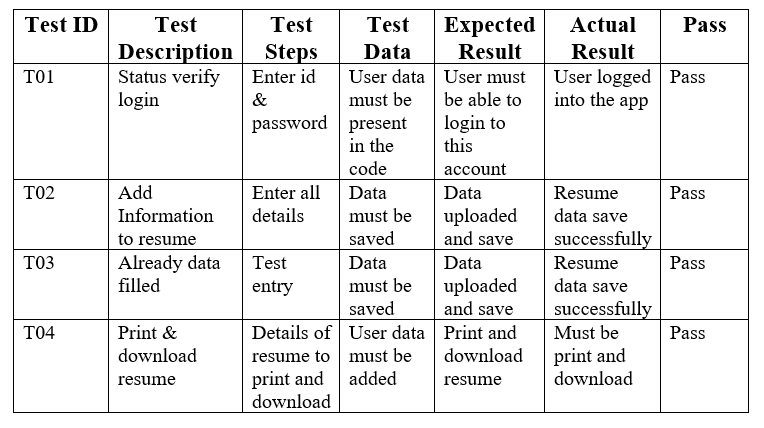 Test ID Test Description Test Steps Test Data Expected Result Actual Result Pass
T01
Status verify
login
Enter id
&
password
User data
must be
present
in the
code
User must
be able to
login to
this
account
User logged
into the app
Pass
T02
Add
Information
to resume
Enter all
details
Data
must be
saved
Data
uploaded
and save
Resume
data save
successfully
Pass
T03
Already data
filled
Test
entry
Data
must be
saved
Data
uploaded
and save
Resume
data save
successfully
Pass
T04
Print &
download
resume
Details of
resume to
print and
download
User data
must be
added
Print and
download
resume
Must be
print and
download
Pass